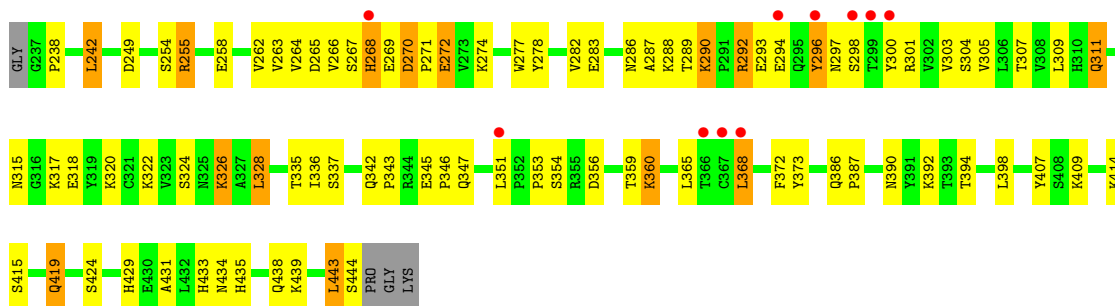 GLY G237 P238 L242 D249 S254 R255 E258 V262 V263 V264 D265 V266 S267 H268 E269 D270 P271 E272 V273 K274 W277 Y278 V282 E283 N286 A287 K288 T289 K290 P291 R292 E293 E294 Q295 Y296 N297 S298 T299 Y300 R301 V302 V303 S304 V305 L306 T307 V308 L309 H310 Q311
N315 G316 K317 E318 Y319 K320 C321 K322 V323 S324 N325 K326 A327 L328 T335 I336 S337 Q342 P343 R344 E345 P346 Q347 L351 P352 P353 S354 R355 D356 T359 K360 L365 T366 C367 L368 F372 Y373 Q386 P387 N390 Y391 K392 T393 T394 L398 Y407 S408 K409 K414
S415 Q419 S424 H429 E430 A431 L432 H433 N434 H435 Q438 K439 L443 S444 PRO GLY LYS